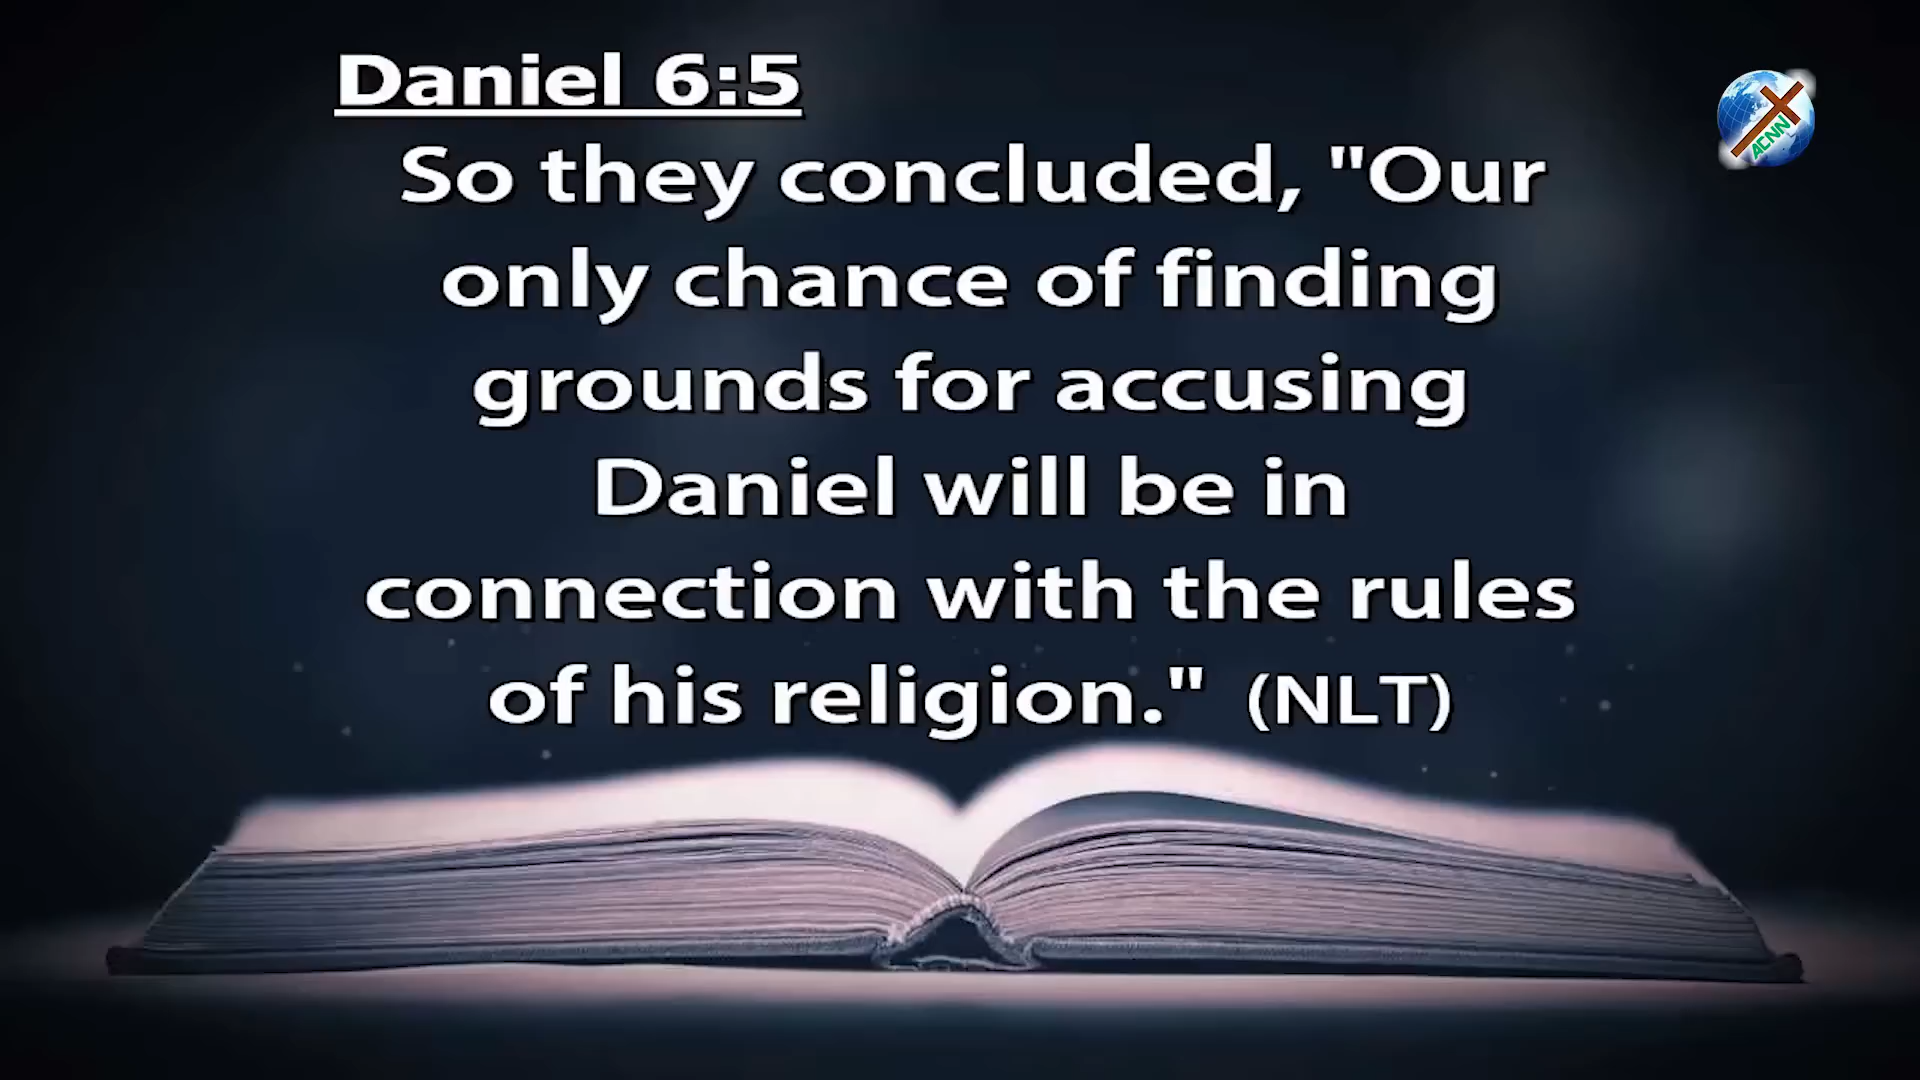 Daniel 6:5
So they concluded, "Our
only chance of finding
grounds for accusing
Daniel will be in
connection with the rules
of his religion." (NLT)
ACNN